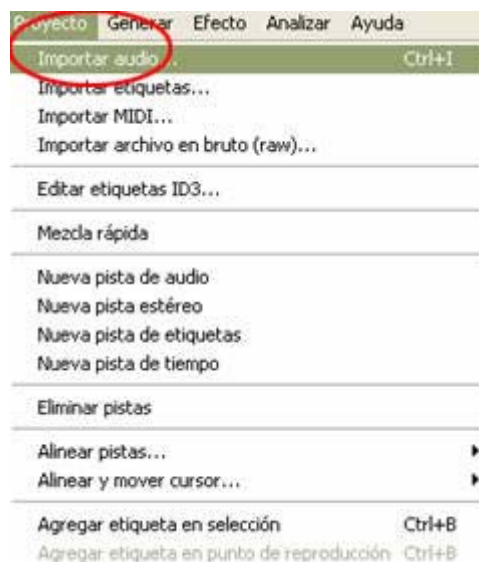 Proyecto Generar Efecto Analizar Ayuda
Importar audio... Ctrl+I
Importar etiquetas...
Importar MIDI...
Importar archivo en bruto (raw)...
Editar etiquetas ID3...
Mezcla rápida
Nueva pista de audio
Nueva pista estéreo
Nueva pista de etiquetas
Nueva pista de tiempo
Eliminar pistas
Alinear pistas...
Alinear y mover cursor...
Agregar etiqueta en selección Ctrl+B
Agregar etiqueta en punto de reproducción Ctrl+B